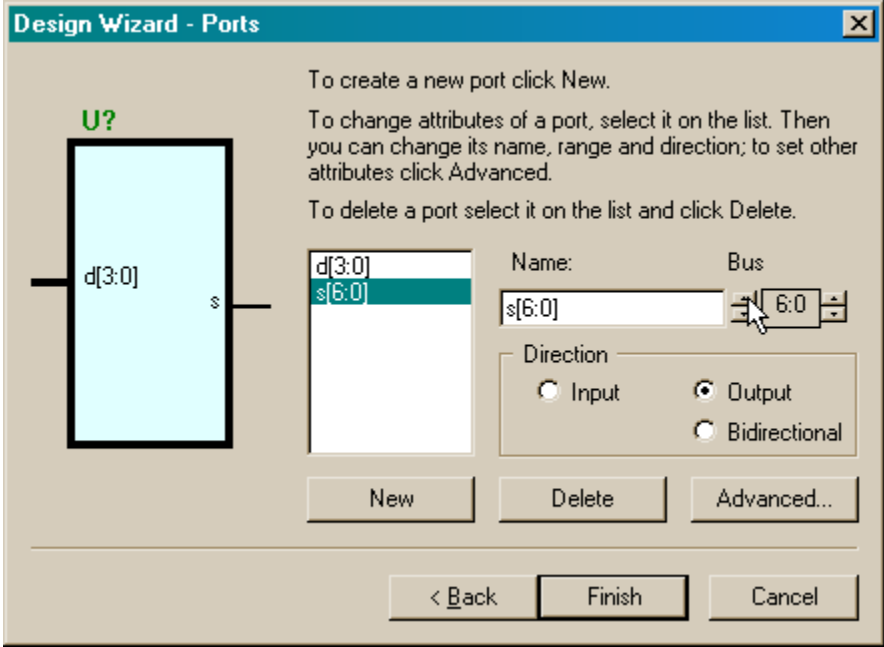 Design Wizard - Ports
To create a new port click New.
U?
To change attributes of a port, select it on the list. Then
you can change its name, range and direction; to set other
attributes click Advanced.
To delete a port select it on the list and click Delete.
d[3:0]
s
d[3:0]
s[6:0]
Name:
Bus
s[6:0]
6:0
Direction
Input
Output
Bidirectional
New
Delete
Advanced...
< Back
Finish
Cancel